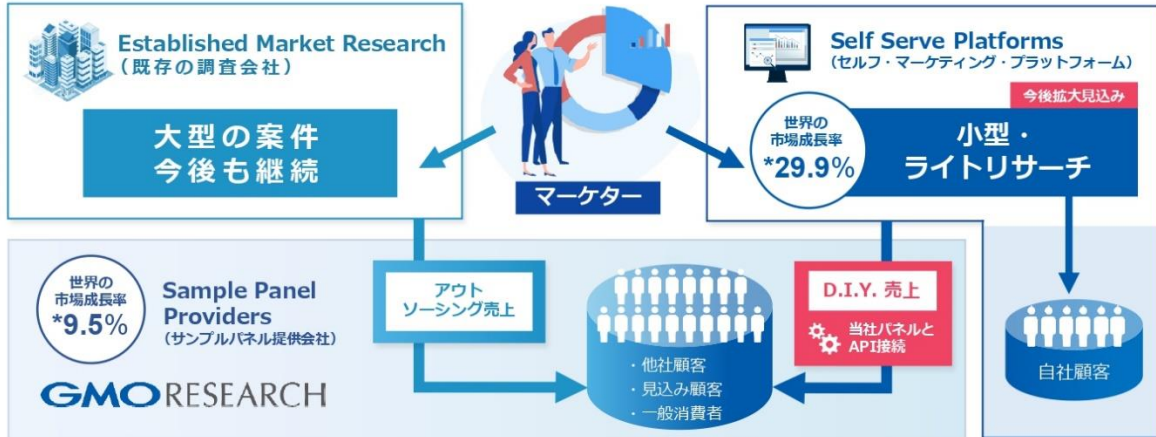 Established Market Research
（既存の調査会社）
大型の案件
今後も継続
マーケター
Self Serve Platforms
（セルフ・マーケティング・プラットフォーム）
今後拡大見込み
世界の
市場成長率
*29.9%
小型・
ライトリサーチ
世界の
市場成長率
*9.5%
Sample Panel
Providers
（サンプルパネル提供会社）
GMO RESEARCH
アウト
ソーシング売上
・他社顧客
・見込み顧客
・一般消費者
D.I.Y. 売上
当社パネルと
API接続
自社顧客